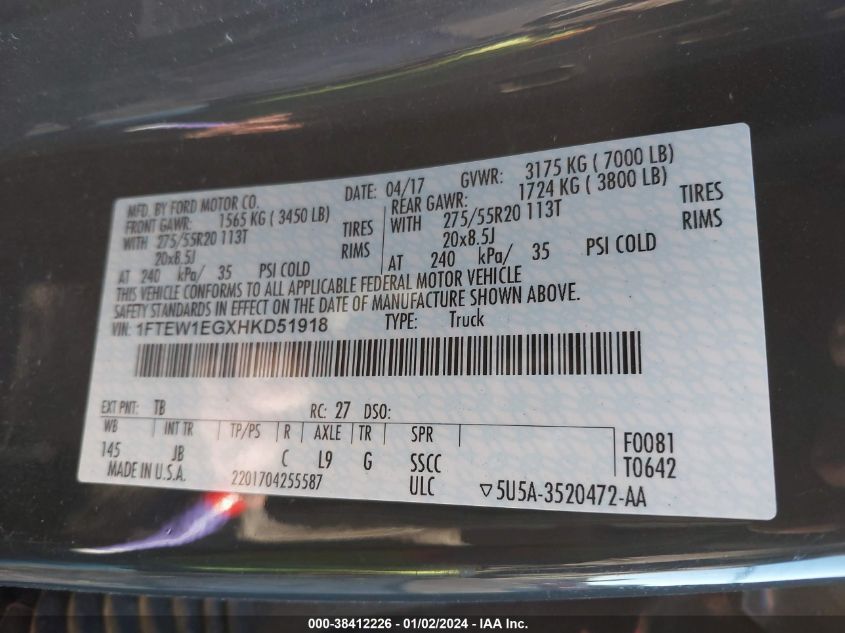 MFD. BY FORD MOTOR CO. DATE: 04/17 GVWR: 3175 KG ( 7000 LB)
FRONT GAWR: 1565 KG ( 3450 LB) REAR GAWR: 1724 KG ( 3800 LB)
WITH 275/55R20 113T TIRES WITH 275/55R20 113T TIRES
20x8.5J RIMS 20x8.5J RIMS
AT 240 kPa/ 35 PSI COLD AT 240 kPa/ 35 PSI COLD
THIS VEHICLE CONFORMS TO ALL APPLICABLE FEDERAL MOTOR VEHICLE
SAFETY STANDARDS IN EFFECT ON THE DATE OF MANUFACTURE SHOWN ABOVE.
VIN: 1FTEW1EGXHKD51918 TYPE: Truck
EXT PNT: TB RC: 27 DSO:
WB INT TR TP/PS R AXLE TR SPR F0081
145 JB C L9 G SSCC T0642
MADE IN U.S.A. 2201704255587 ULC ▽5U5A-3520472-AA
000-38412226 - 01/02/2024 - IAA Inc.